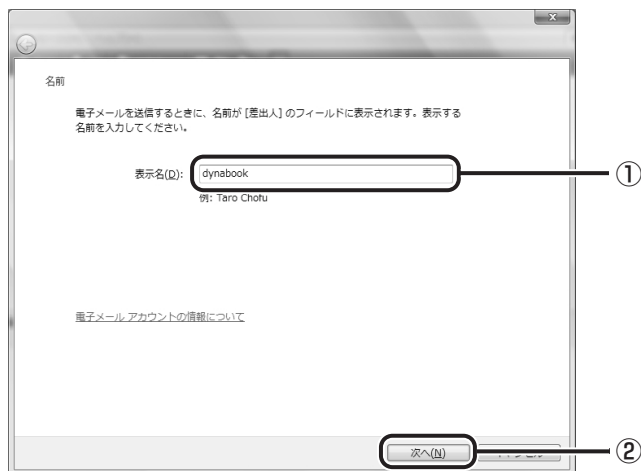 名前
電子メールを送信するときに、名前が [差出人] のフィールドに表示されます。表示する
名前を入力してください。
表示名(D): dynabook
①
例: Taro Chofu
電子メール アカウントの情報について
次へ(N)
②